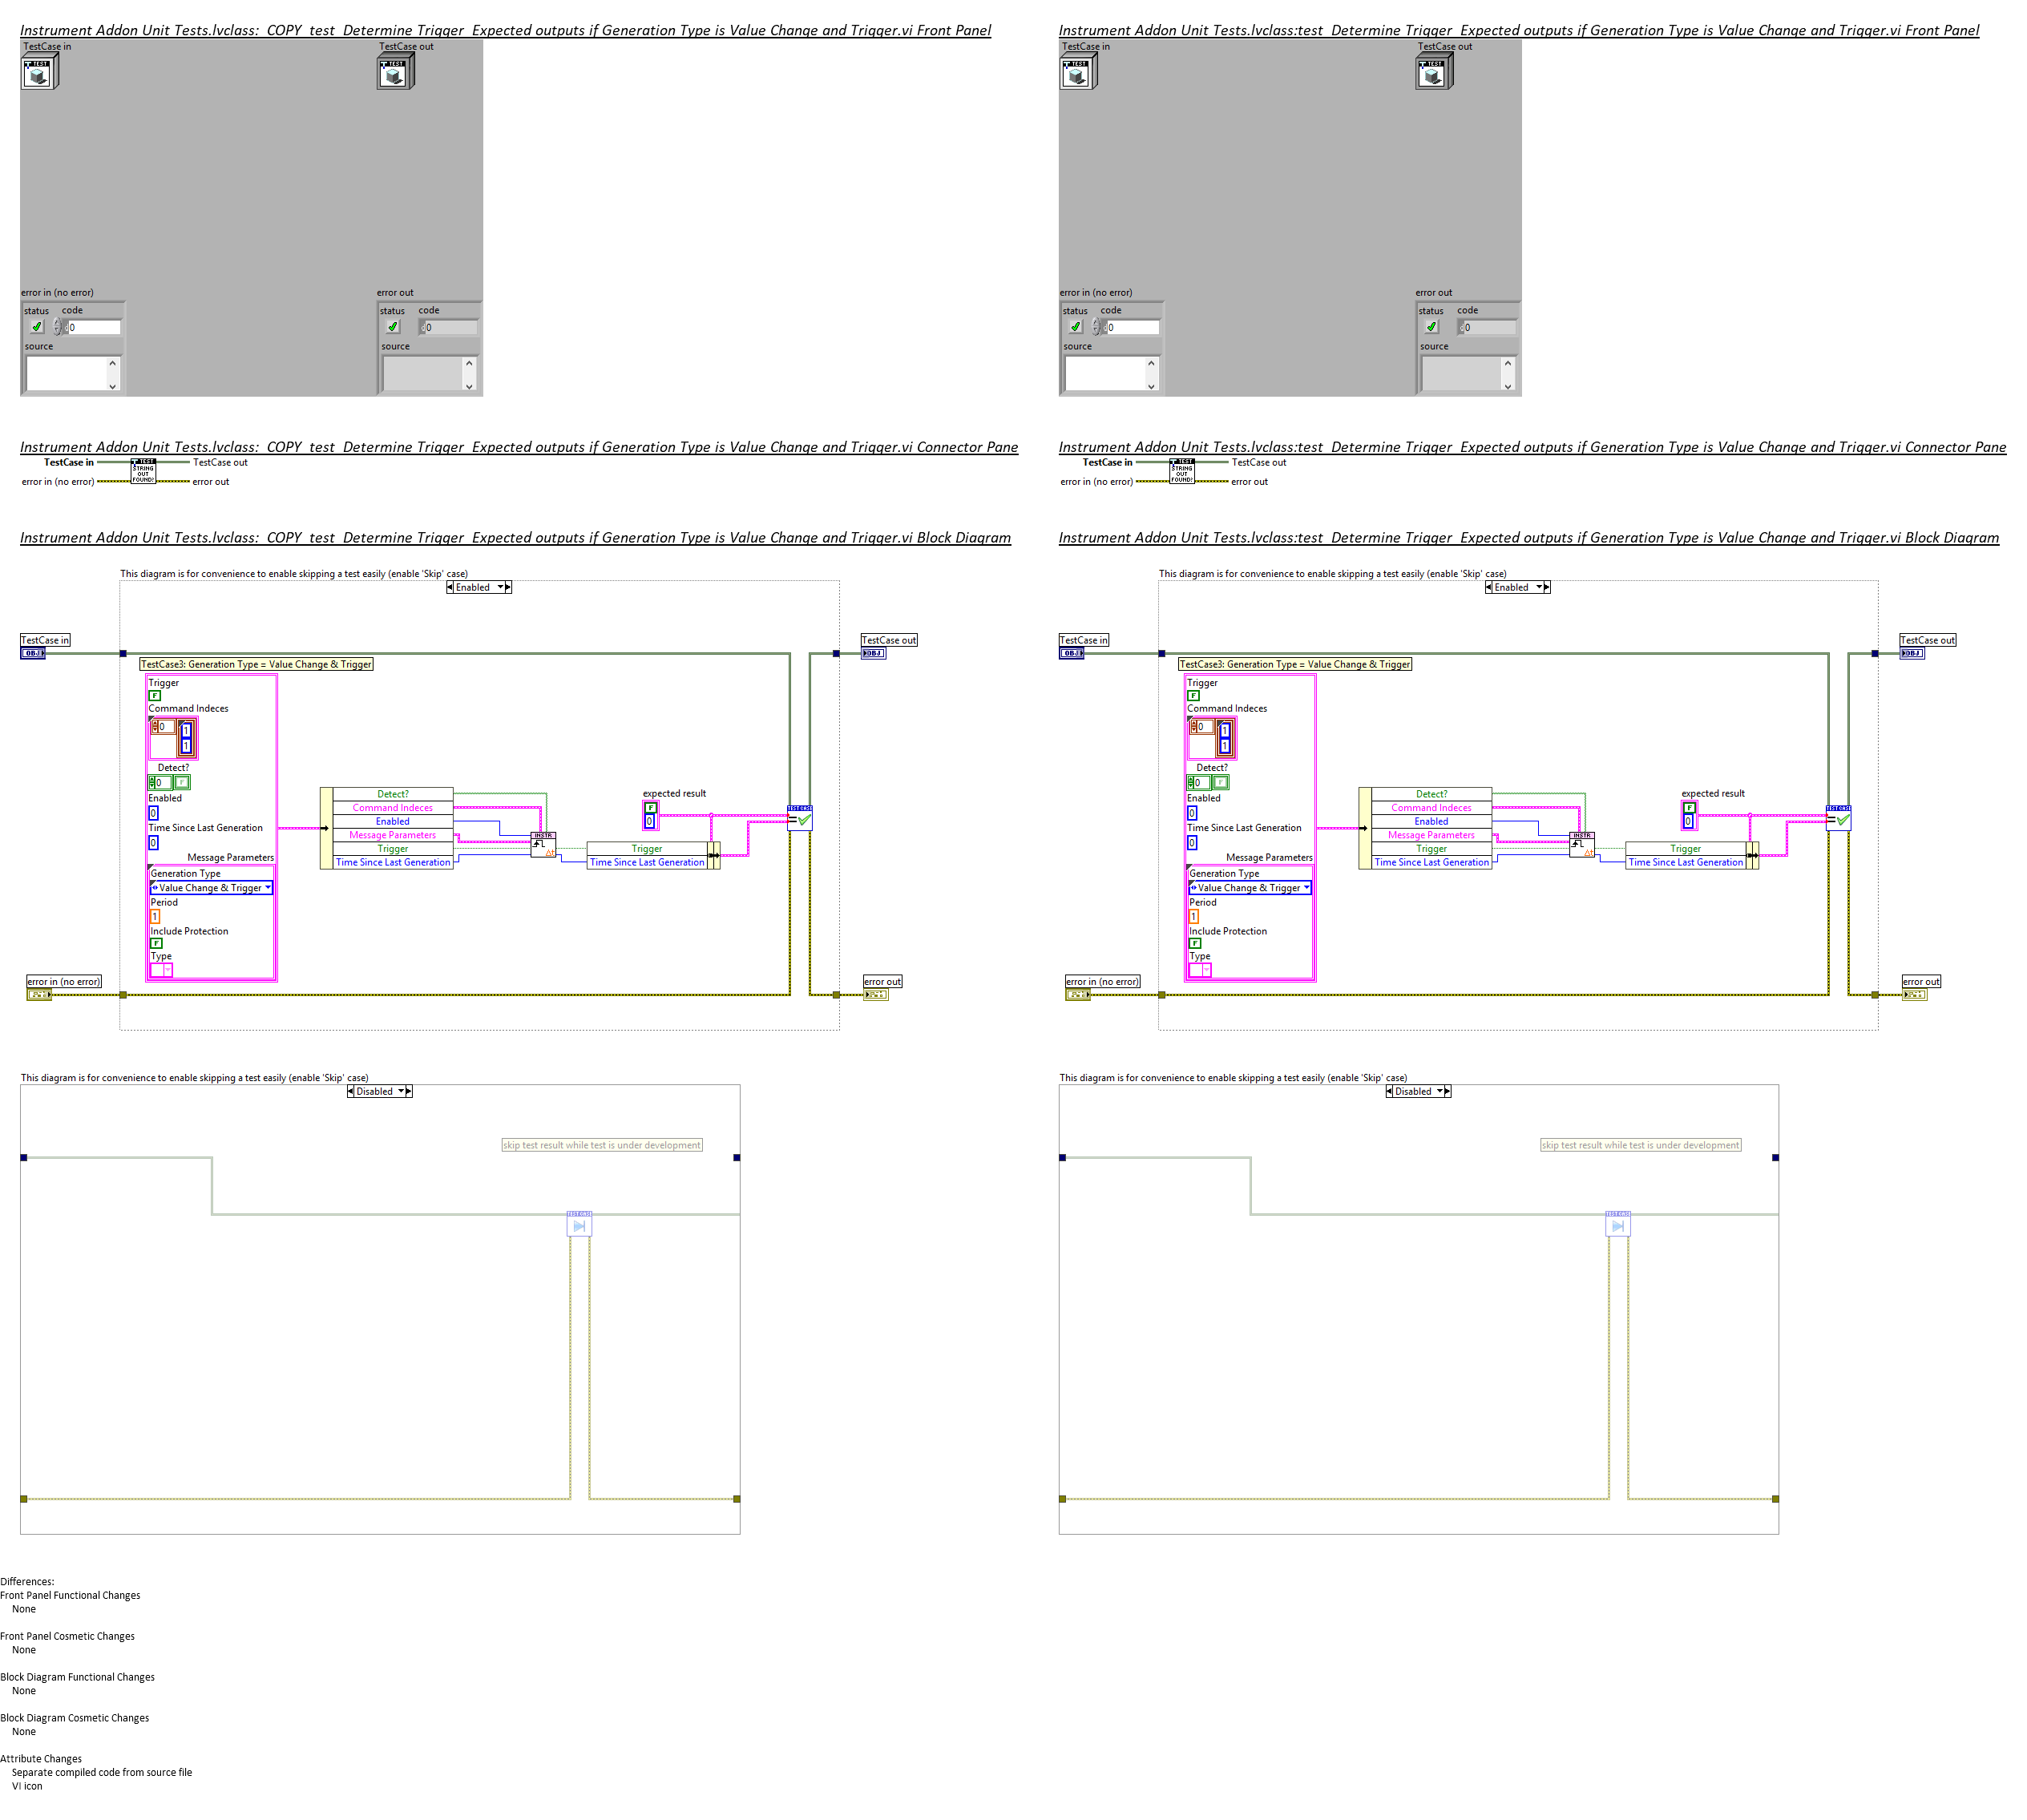 Instrument Addon Unit Tests.lvclass:_COPY_test_Determine Trigger_Expected outputs if Generation Type is Value Change and Trigger.vi Front Panel
TestCase in
TestCase out
TEST
TEST
error in (no error)
error out
status
code
status
code
0
0
source
source
Instrument Addon Unit Tests.lvclass:test_Determine Trigger_Expected outputs if Generation Type is Value Change and Trigger.vi Front Panel
TestCase in
TestCase out
TEST
TEST
error in (no error)
error out
status
code
status
code
0
0
source
source
Instrument Addon Unit Tests.lvclass:_COPY_test_Determine Trigger_Expected outputs if Generation Type is Value Change and Trigger.vi Connector Pane
TestCase in
TEST
STRING
OUT
FOUND!
TestCase out
error in (no error)
error out
Instrument Addon Unit Tests.lvclass:test_Determine Trigger_Expected outputs if Generation Type is Value Change and Trigger.vi Connector Pane
TestCase in
TEST
STRING
OUT
FOUND!
TestCase out
error in (no error)
error out
Instrument Addon Unit Tests.lvclass:_COPY_test_Determine Trigger_Expected outputs if Generation Type is Value Change and Trigger.vi Block Diagram
This diagram is for convenience to enable skipping a test easily (enable 'Skip' case)
Enabled
TestCase in
OBJ
TestCase out
OBJ
TestCase3: Generation Type = Value Change & Trigger
Trigger
F
Command Indeces
0
1
1
Detect?
0
F
Enabled
0
Time Since Last Generation
0
Message Parameters
Generation Type
Value Change & Trigger
Period
1
Include Protection
F
Type
Detect?
Command Indeces
Enabled
Message Parameters
Trigger
Time Since Last Generation
INSTR
Δt
expected result
F
0
Trigger
Time Since Last Generation
TEST CASE
=
error in (no error)
error out
Instrument Addon Unit Tests.lvclass:test_Determine Trigger_Expected outputs if Generation Type is Value Change and Trigger.vi Block Diagram
This diagram is for convenience to enable skipping a test easily (enable 'Skip' case)
Enabled
TestCase in
OBJ
TestCase out
OBJ
TestCase3: Generation Type = Value Change & Trigger
Trigger
F
Command Indeces
0
1
1
Detect?
0
F
Enabled
0
Time Since Last Generation
0
Message Parameters
Generation Type
Value Change & Trigger
Period
1
Include Protection
F
Type
Detect?
Command Indeces
Enabled
Message Parameters
Trigger
Time Since Last Generation
INSTR
Δt
expected result
F
0
Trigger
Time Since Last Generation
TEST CASE
=
error in (no error)
error out
This diagram is for convenience to enable skipping a test easily (enable 'Skip' case)
Disabled
skip test result while test is under development
This diagram is for convenience to enable skipping a test easily (enable 'Skip' case)
Disabled
skip test result while test is under development
Differences:
Front Panel Functional Changes
None
Front Panel Cosmetic Changes
None
Block Diagram Functional Changes
None
Block Diagram Cosmetic Changes
None
Attribute Changes
Separate compiled code from source file
VI icon